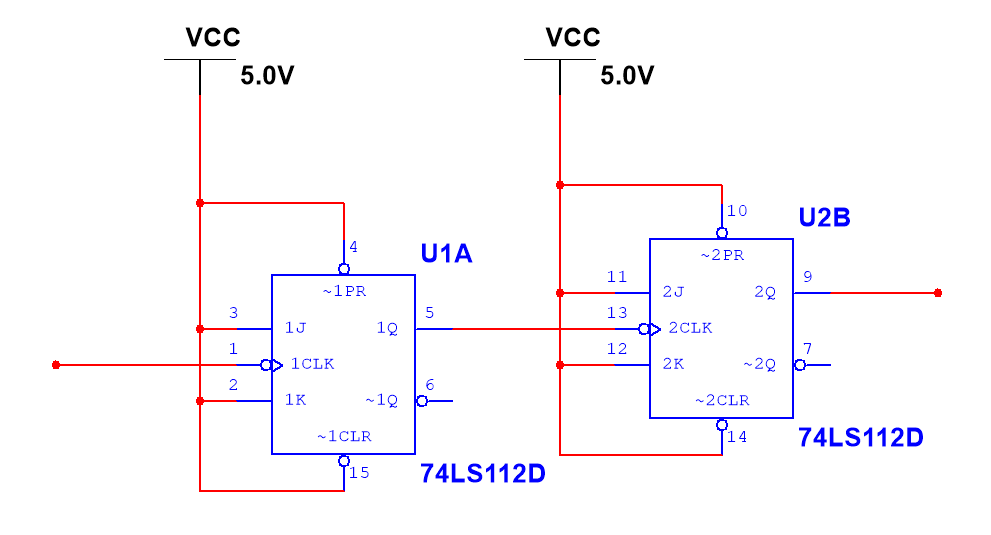 VCC
5.0V
VCC
5.0V
4
U1A
~1PR
3
1J
1Q
5
1
1CLK
2
1K
~1Q
6
~1CLR
15
74LS112D
10
U2B
~2PR
11
2J
2Q
9
13
2CLK
12
2K
~2Q
7
~2CLR
14
74LS112D